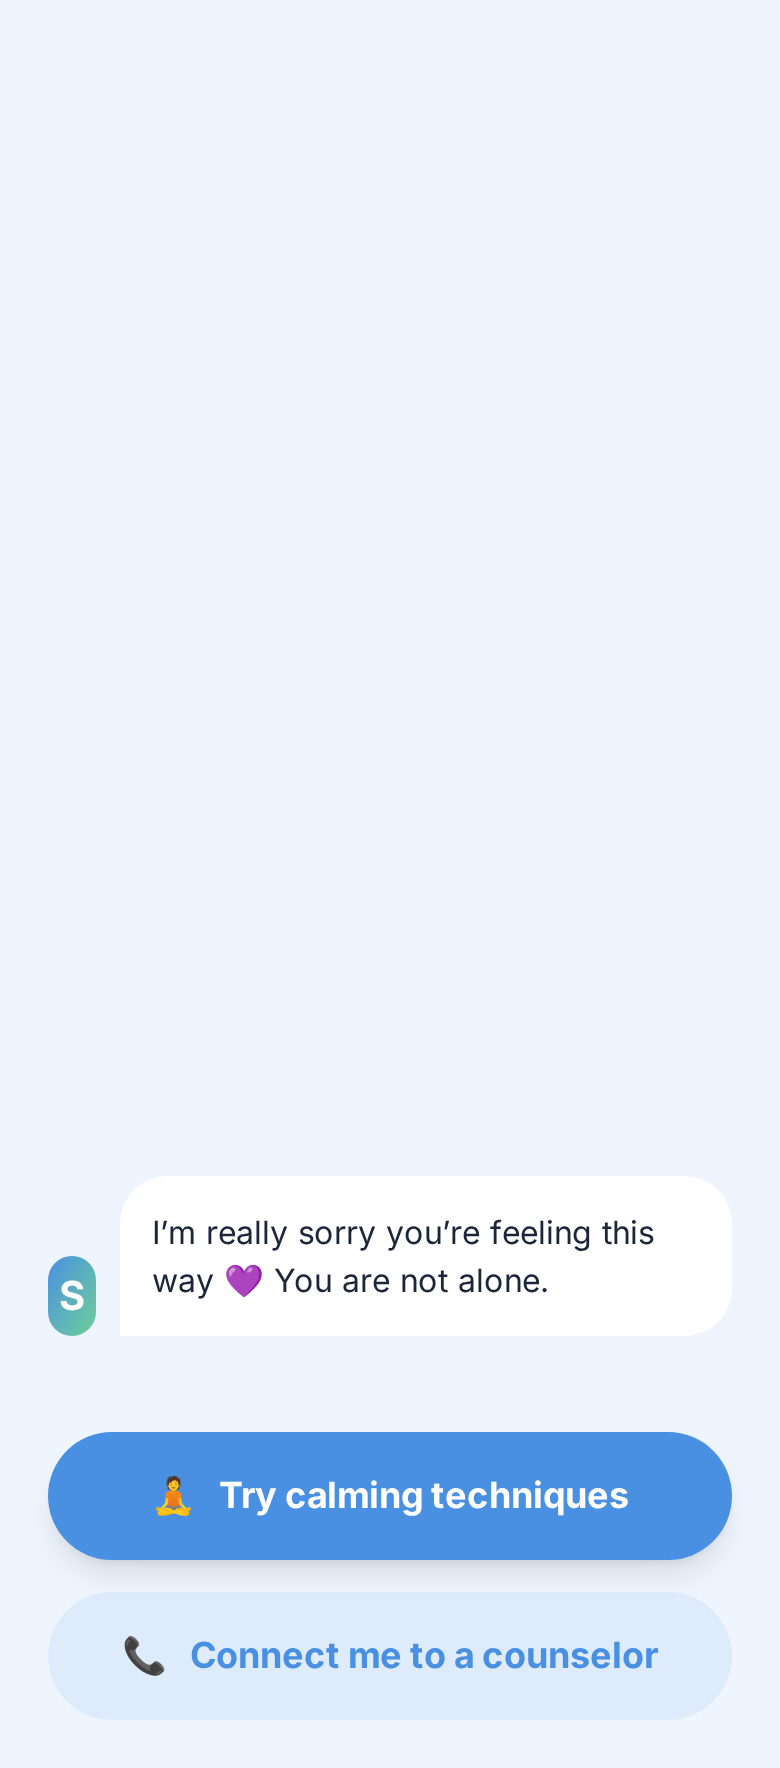 I’m really sorry you’re feeling this
way 💜 You are not alone.
S
🧘 Try calming techniques
📞 Connect me to a counselor